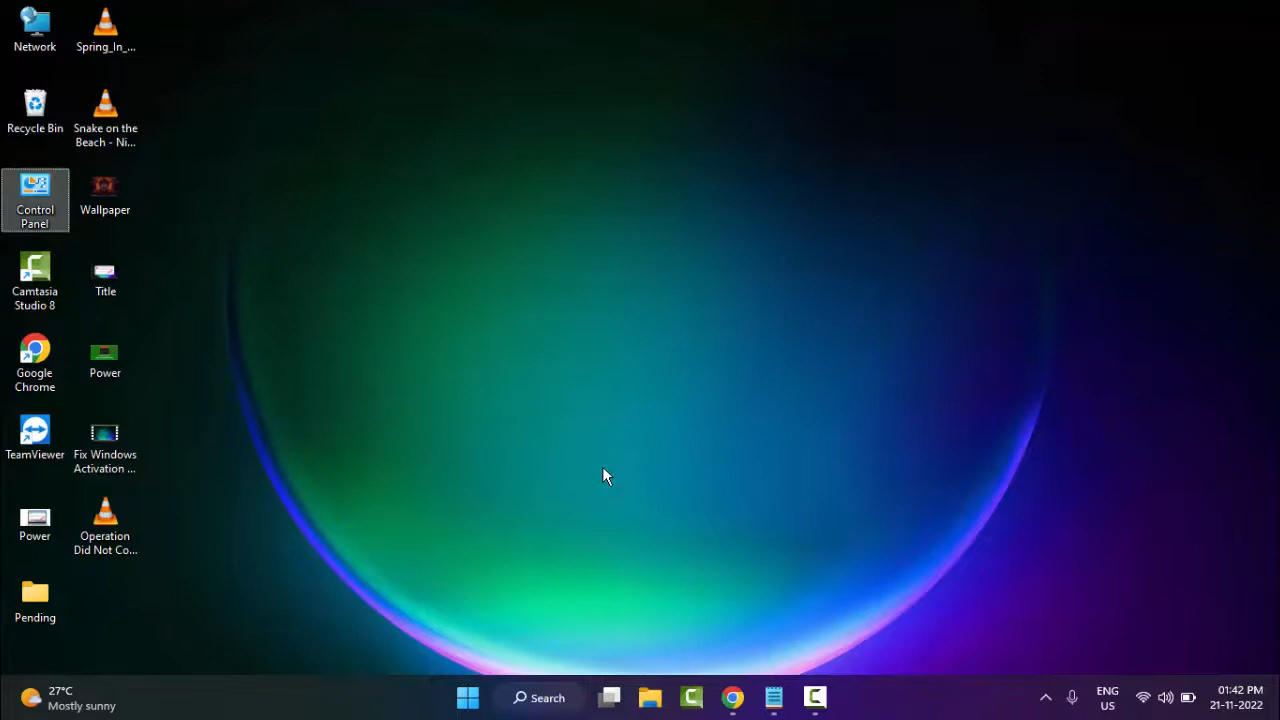 Network
Spring_In_...
Recycle Bin
Snake on the
Beach - Ni...
Control
Panel
Wallpaper
Camtasia
Studio 8
Title
Google
Chrome
Power
TeamViewer
Fix Windows
Activation ...
Power
Operation
Did Not Co...
Pending
27°C
Mostly sunny
Search
ENG
US
01:42 PM
21-11-2022